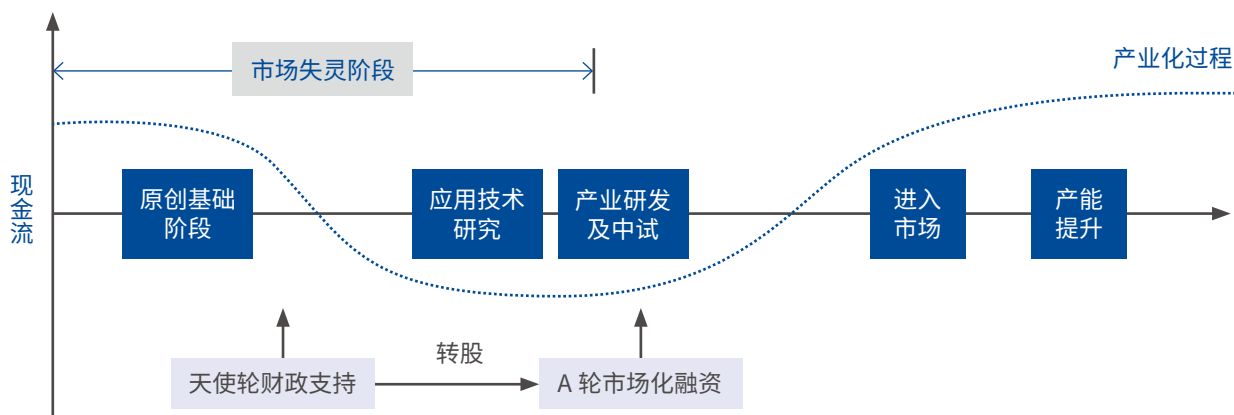 市场失灵阶段
产业化过程
现金流
原创基础
阶段
应用技术
研究
产业研发
及中试
进入
市场
产能
提升
转股
天使轮财政支持
A 轮市场化融资